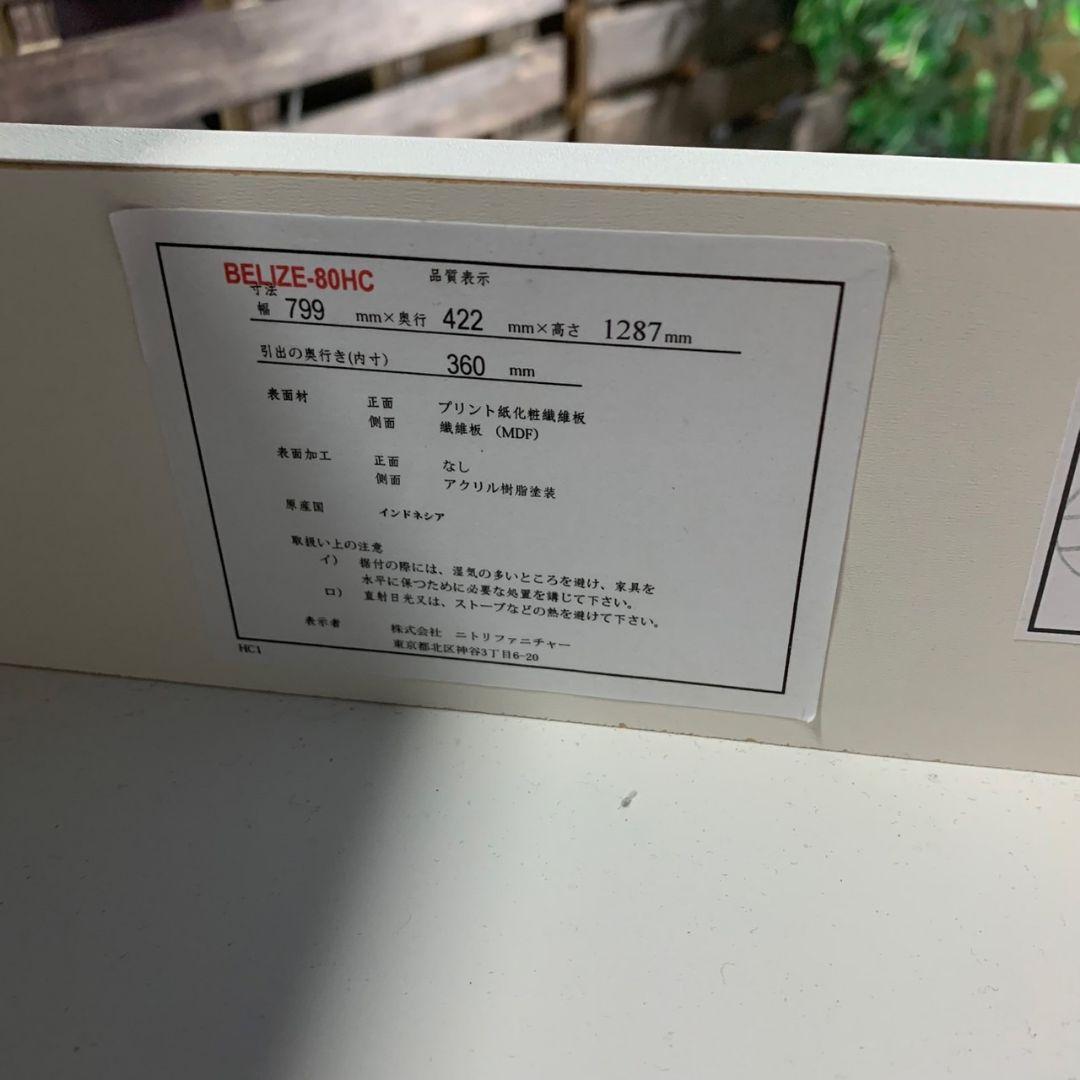 BELIZE-80HC 品質表示
寸法
幅 799 mm×奥行 422 mm×高さ 1287mm
引出の奥行き(内寸) 360 mm
表面材 正面 プリント紙化粧繊維板
側面 繊維板 (MDF)
表面加工 正面 なし
側面 アクリル樹脂塗装
原産国 インドネシア
取扱い上の注意
イ) 据付の際には、湿気の多いところを避け、家具を
水平に保つために必要な処置を講じて下さい。
ロ) 直射日光又は、ストーブなどの熱を避けて下さい。
表示者 株式会社 ニトリファニチャー
東京都北区神谷3丁目6-20
HC1